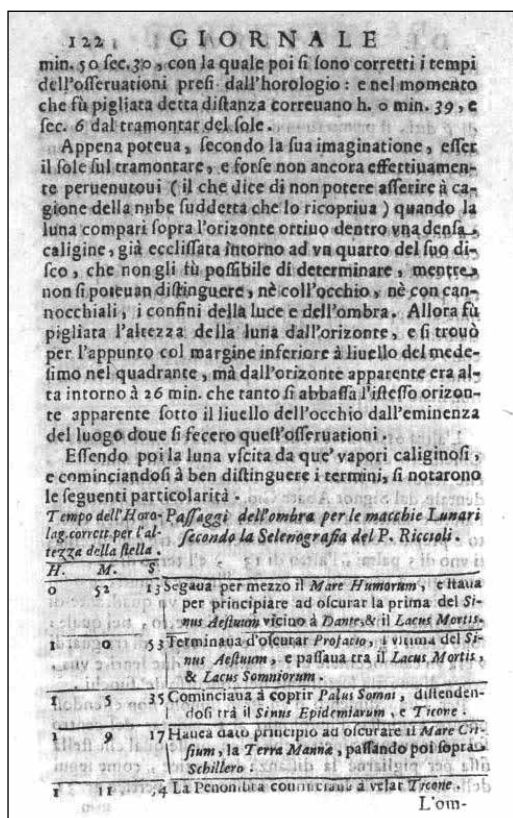 122 GIORNALE
min. 50 sec. 30, con la quale poi si sono corretti i tempi
dell'osseruationi presi dall'horologio: e nel momento
che fù pigliata detta distanza correuano h. 0 min. 39, e
sec. 6 dal tramontar del sole.
Appena poteua, secondo la sua imaginatione, esser
il sole sul tramontare, e forse non ancora effettiuamen-
te peruenutoui (il che dice di non potere asserire à ca-
gione della nube suddetta che lo ricopriua) quando la
luna comparì sopra l'orizonte ortiuo dentro vna densa
caligine, già ecclissata intorno ad vn quarto del suo di-
sco, che non gli fù possibile di determinare, mentre
non si poteuan distinguere, nè coll'occhio, nè con can-
nocchiali, i confini della luce e dell'ombra. Allora fù
pigliata l'altezza della luna dall'orizonte, e si trouò
per l'appunto col margine inferiore à liuello del mede-
simo nel quadrante, mà dall'orizonte apparente era al-
ta intorno à 26 min. che tanto si abbassa l'istesso orizon-
te apparente sotto il liuello dell'occhio dall'eminenza
del luogo doue si fecero quest'osseruationi.
Essendo poi la luna vscita da que' vapori caliginosi,
e cominciandosi à ben distinguere i termini, si notarono
le seguenti particolarità.
Tempo dell'Horo- Passaggi dell'ombra per le macchie Lunari
lag. corrett. per l'al- secondo la Selenografia del P. Riccioli.
tezza della stella.
H. M. S.
0 52 13 Segaua per mezzo il Mare Humorum, e staua
per principiare ad oscurar la prima del Si-
nus Aestuum vicino à Dante, & il Lacus Mortis.
1 0 53 Terminaua d'oscurar Profatio, l'vltima del Si-
nus Aestuum, e passaua tra il Lacus Mortis,
& Lacus Somniorum.
1 5 35 Cominciaua à coprir Palus Somni, distenden-
dosi trà il Sinus Epidemiarum, e Ticone.
1 9 17 Hauea dato principio ad oscurare il Mare Cri-
sium, la Terra Mannæ, passando poi sopra
Schillero.
1 11 54 La Penombra cominciaua à velar Ticone.
L'om-